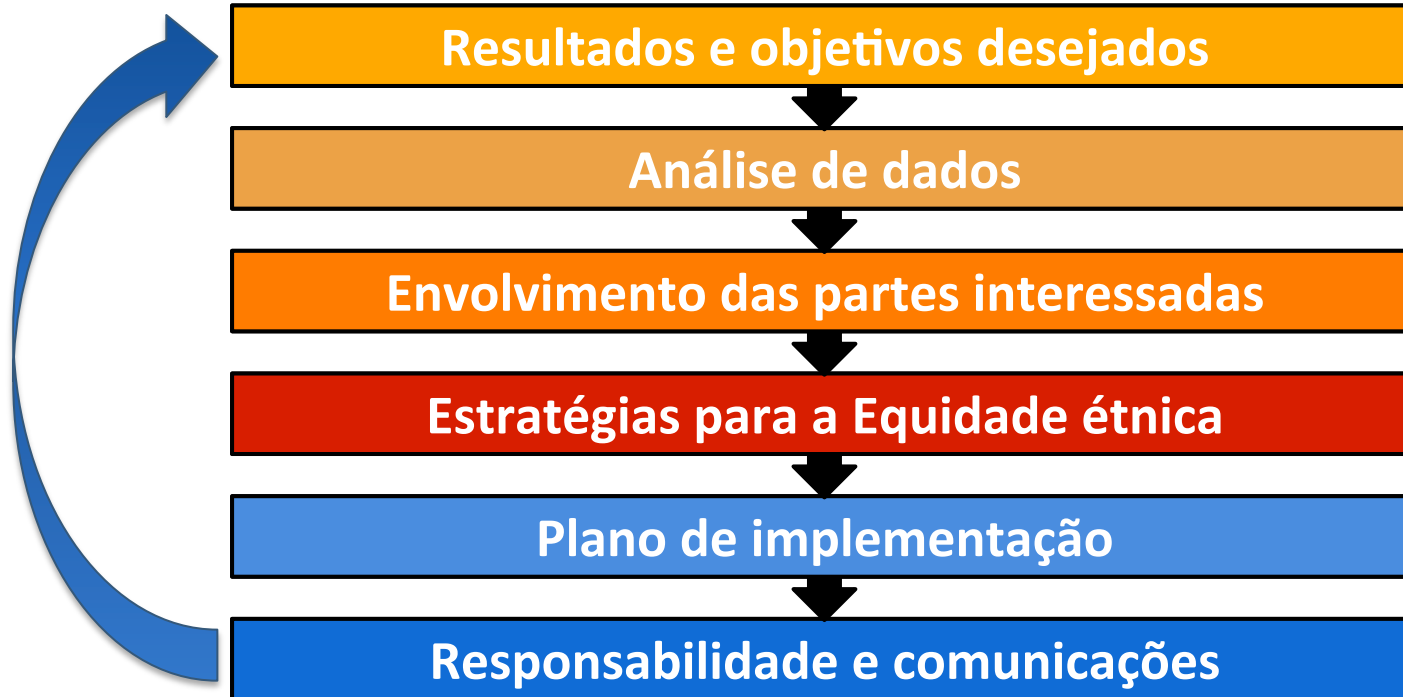 Resultados e objetivos desejados
Análise de dados
Envolvimento das partes interessadas
Estratégias para a Equidade étnica
Plano de implementação
Responsabilidade e comunicações